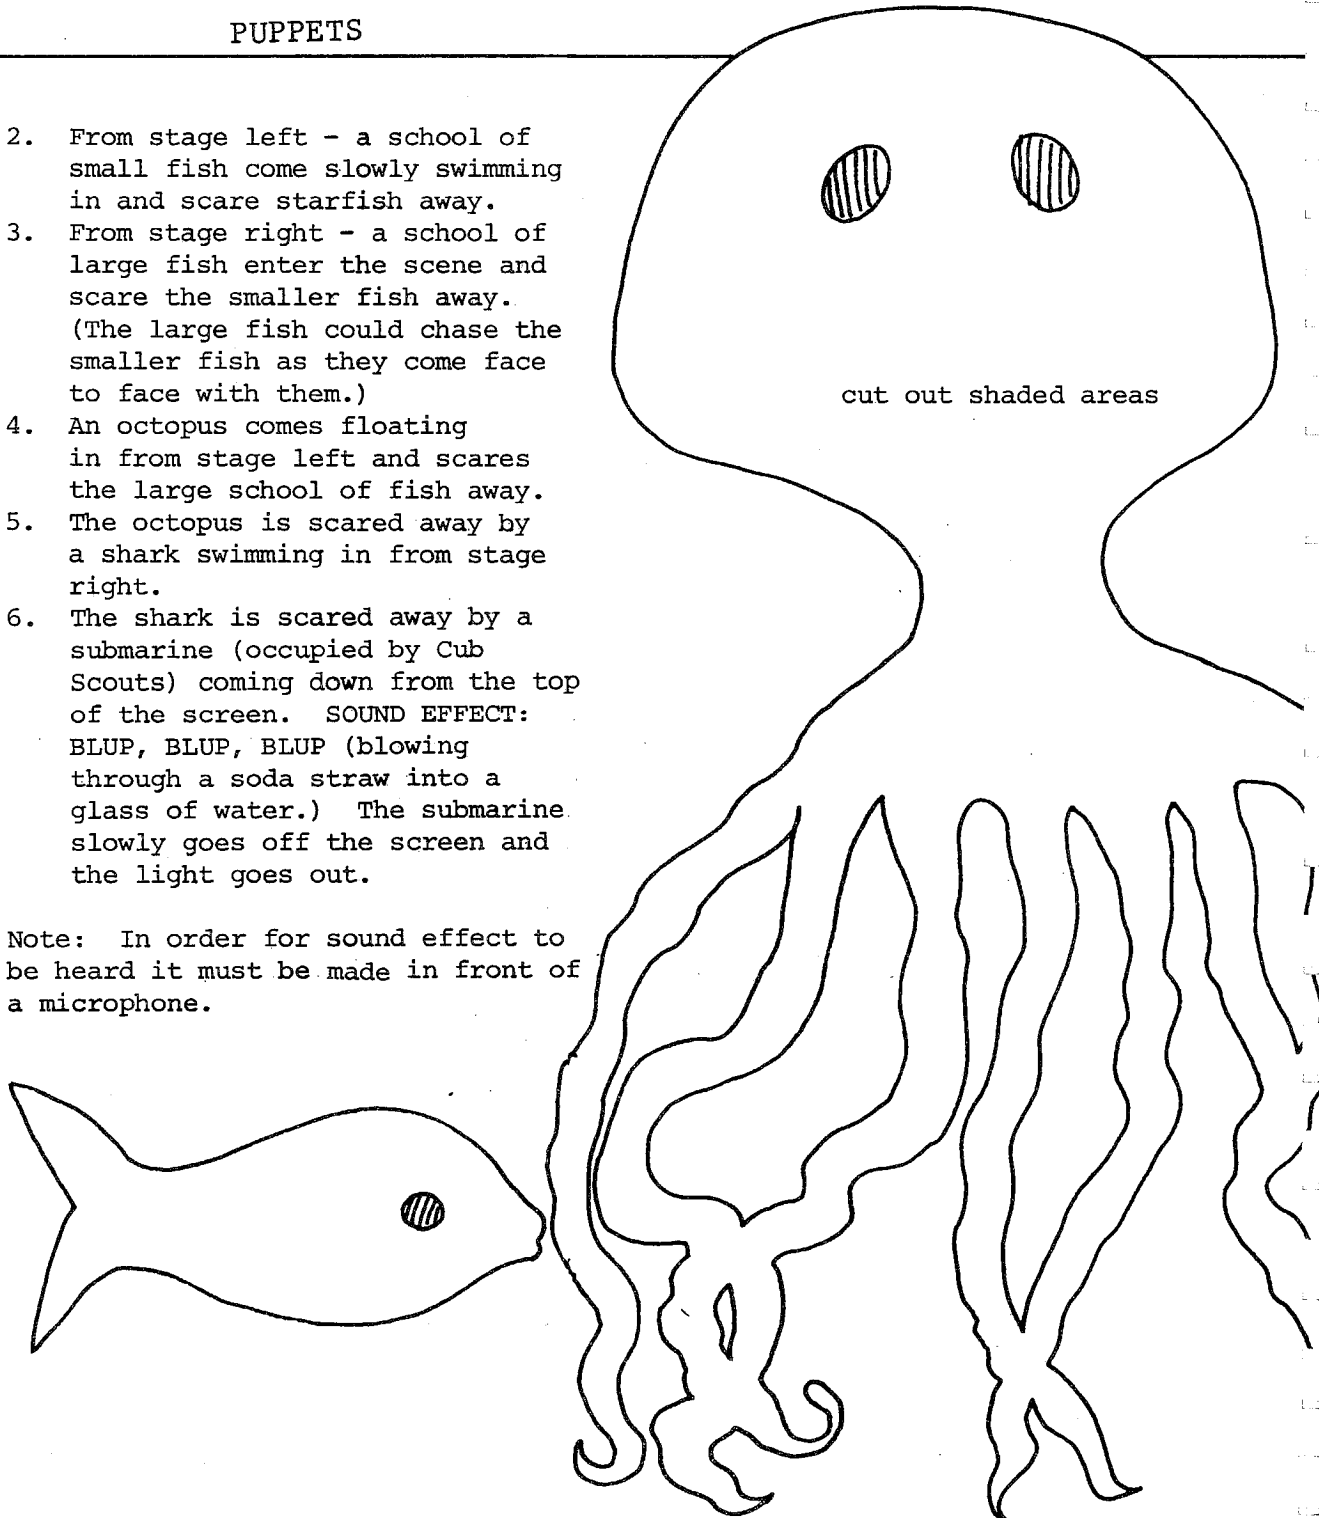 PUPPETS
2. From stage left - a school of
small fish come slowly swimming
in and scare starfish away.
3. From stage right - a school of
large fish enter the scene and
scare the smaller fish away.
(The large fish could chase the
smaller fish as they come face
to face with them.)
4. An octopus comes floating
in from stage left and scares
the large school of fish away.
5. The octopus is scared away by
a shark swimming in from stage
right.
6. The shark is scared away by a
submarine (occupied by Cub
Scouts) coming down from the top
of the screen. SOUND EFFECT:
BLUP, BLUP, BLUP (blowing
through a soda straw into a
glass of water.) The submarine
slowly goes off the screen and
the light goes out.
Note: In order for sound effect to
be heard it must be made in front of
a microphone.
cut out shaded areas